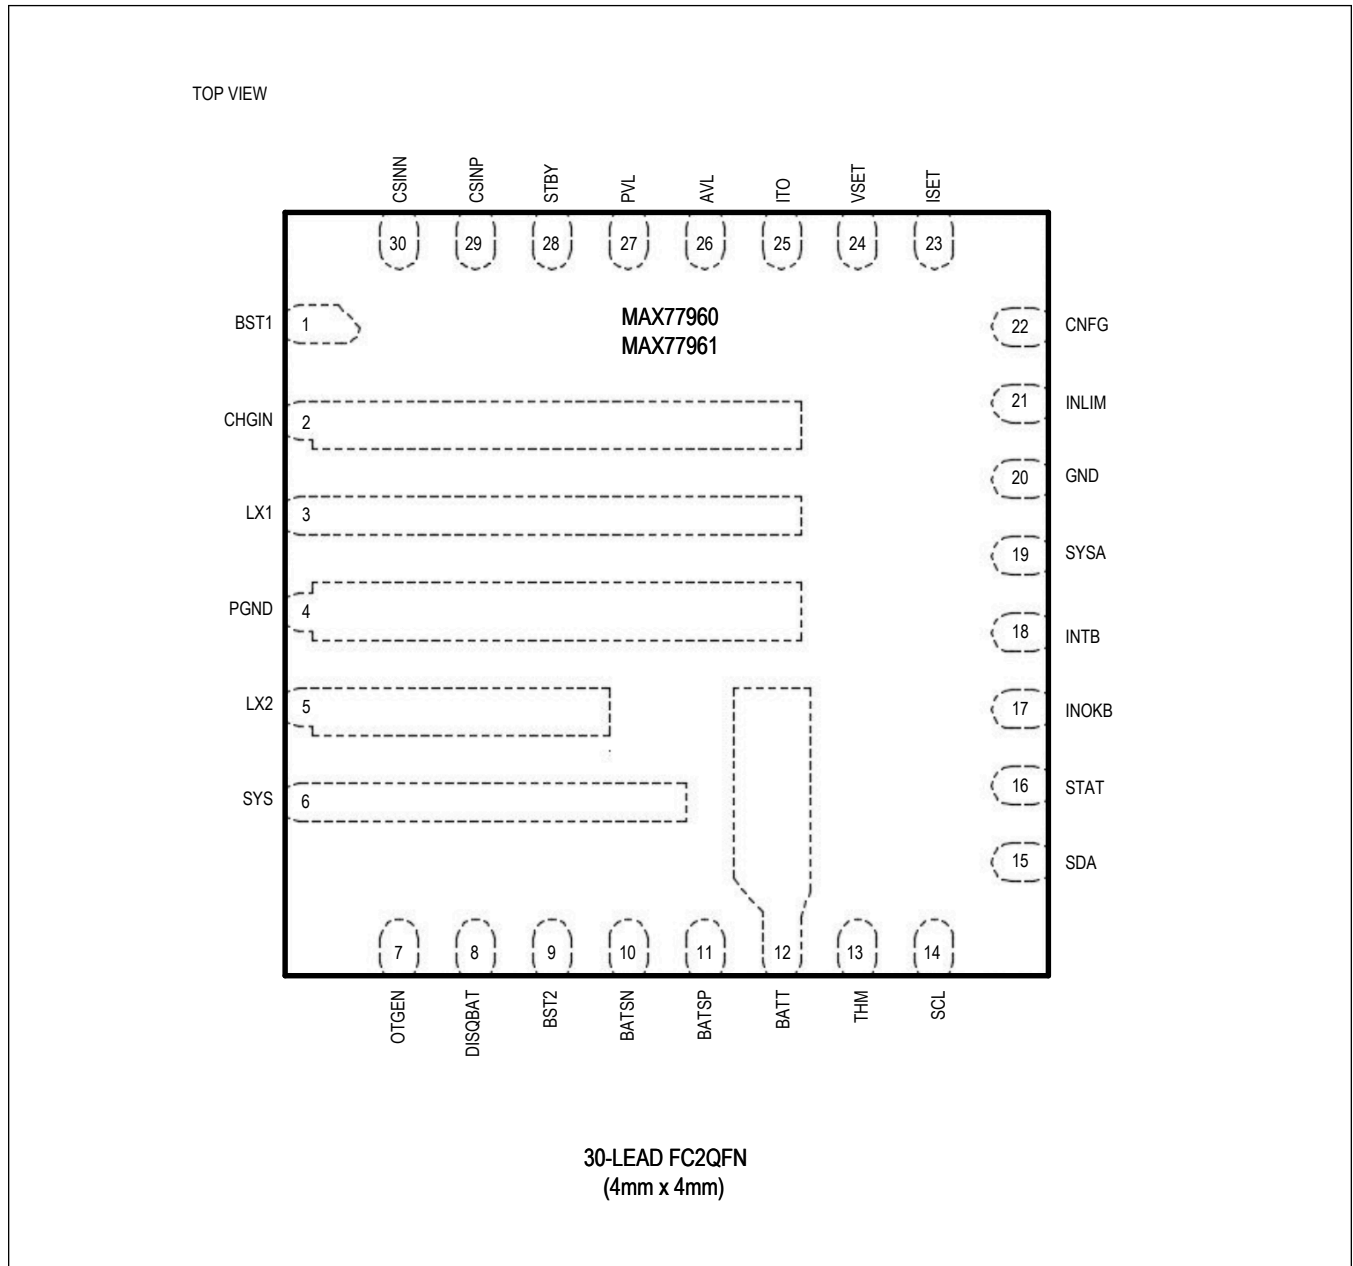 TOP VIEW
CSINN
CSINP
STBY
PVL
AVL
ITO
VSET
ISET
30
29
28
27
26
25
24
23
MAX77960
MAX77961
BST1
1
22
CNFG
21
INLIM
CHGIN
2
20
GND
LX1
3
19
SYSA
PGND
4
18
INTB
LX2
5
17
INOKB
SYS
6
16
STAT
15
SDA
7
8
9
10
11
12
13
14
OTGEN
DISQBAT
BST2
BATSN
BATSP
BATT
THM
SCL
30-LEAD FC2QFN
(4mm x 4mm)